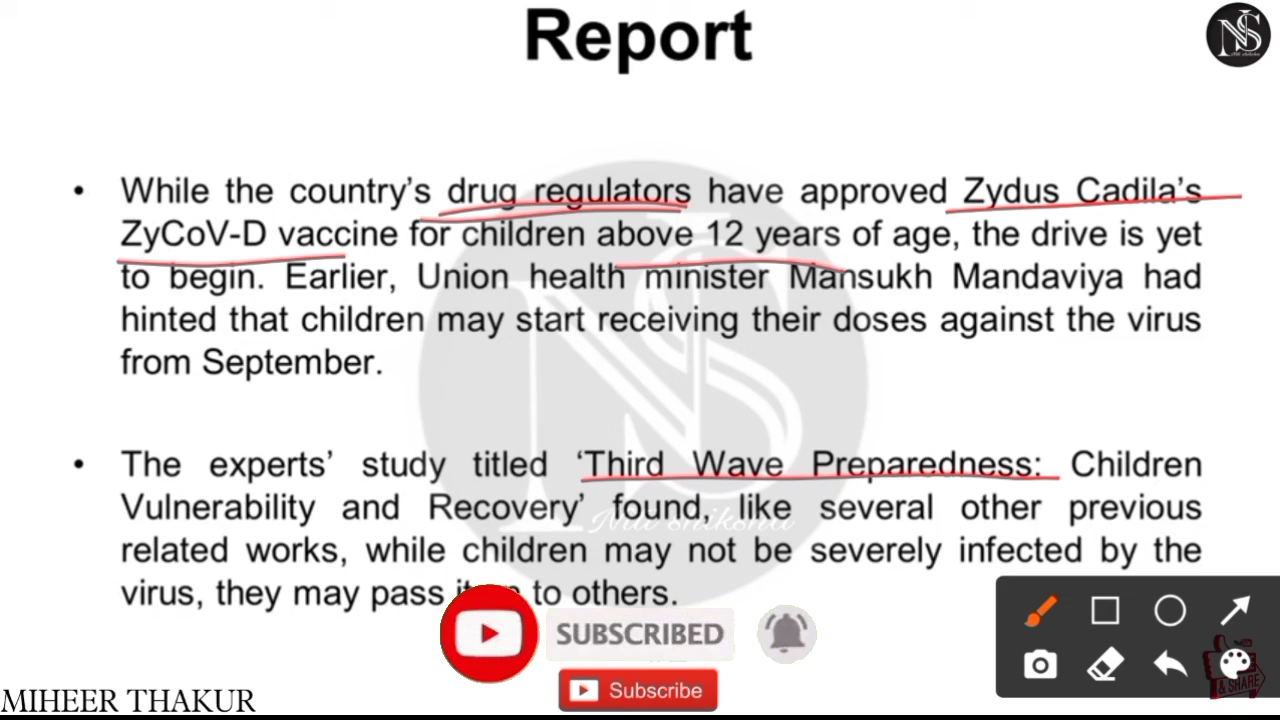 Report
NS
• While the country's drug regulators have approved Zydus Cadila's
ZyCoV-D vaccine for children above 12 years of age, the drive is yet
to begin. Earlier, Union health minister Mansukh Mandaviya had
hinted that children may start receiving their doses against the virus
from September.
• The experts' study titled 'Third Wave Preparedness: Children
Vulnerability and Recovery' found, like several other previous
related works, while children may not be severely infected by the
virus, they may pass it to others.
SUBSCRIBED
Subscribe
& SHARE
MIHEER THAKUR